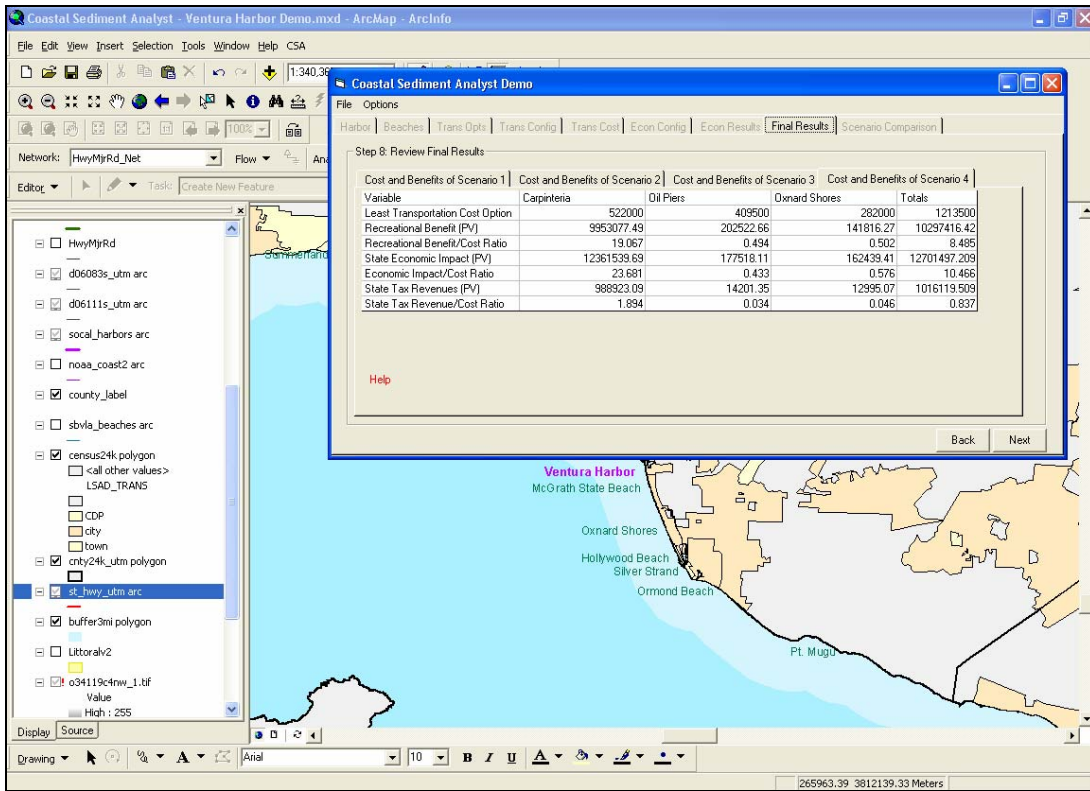 Coastal Sediment Analyst - Ventura Harbor Demo.mxd - ArcMap - ArcInfo
File Edit View Insert Selection Tools Window Help CSA
1:340,36
100%
Network: HwyMjrRd_Net Flow
Editor Task: Create New Feature
HwyMjrRd
d06083s_utm arc
d06111s_utm arc
socal_harbors arc
noaa_coast2 arc
county_label
sbvla_beaches arc
census24k polygon
<all other values>
LSAD_TRANS
CDP
city
town
cnty24k_utm polygon
st_hwy_utm arc
buffer3mi polygon
Littoralv2
o34119c4nw_1.tif
Value
High : 255
Display Source
Coastal Sediment Analyst Demo
File Options
Harbor Beaches Trans Opts Trans Config Trans Cost Econ Config Econ Results Final Results Scenario Comparison
Step 8: Review Final Results
Cost and Benefits of Scenario 1 Cost and Benefits of Scenario 2 Cost and Benefits of Scenario 3 Cost and Benefits of Scenario 4
Variable Carpinteria Oil Piers Oxnard Shores Totals
Least Transportation Cost Option 522000 409500 282000 1213500
Recreational Benefit (PV) 9953077.49 202522.66 141816.27 10297416.42
Recreational Benefit/Cost Ratio 19.067 0.494 0.502 8.485
State Economic Impact (PV) 12361539.69 177518.11 162439.41 12701497.209
Economic Impact/Cost Ratio 23.681 0.433 0.576 10.466
State Tax Revenues (PV) 988923.09 14201.35 12995.07 1016119.509
State Tax Revenue/Cost Ratio 1.894 0.034 0.046 0.837
Help
Back Next
Ventura Harbor
McGrath State Beach
Oxnard Shores
Hollywood Beach
Silver Strand
Ormond Beach
Pt. Mugu
Drawing A Arial 10 B I U A
265963.39 3812139.33 Meters